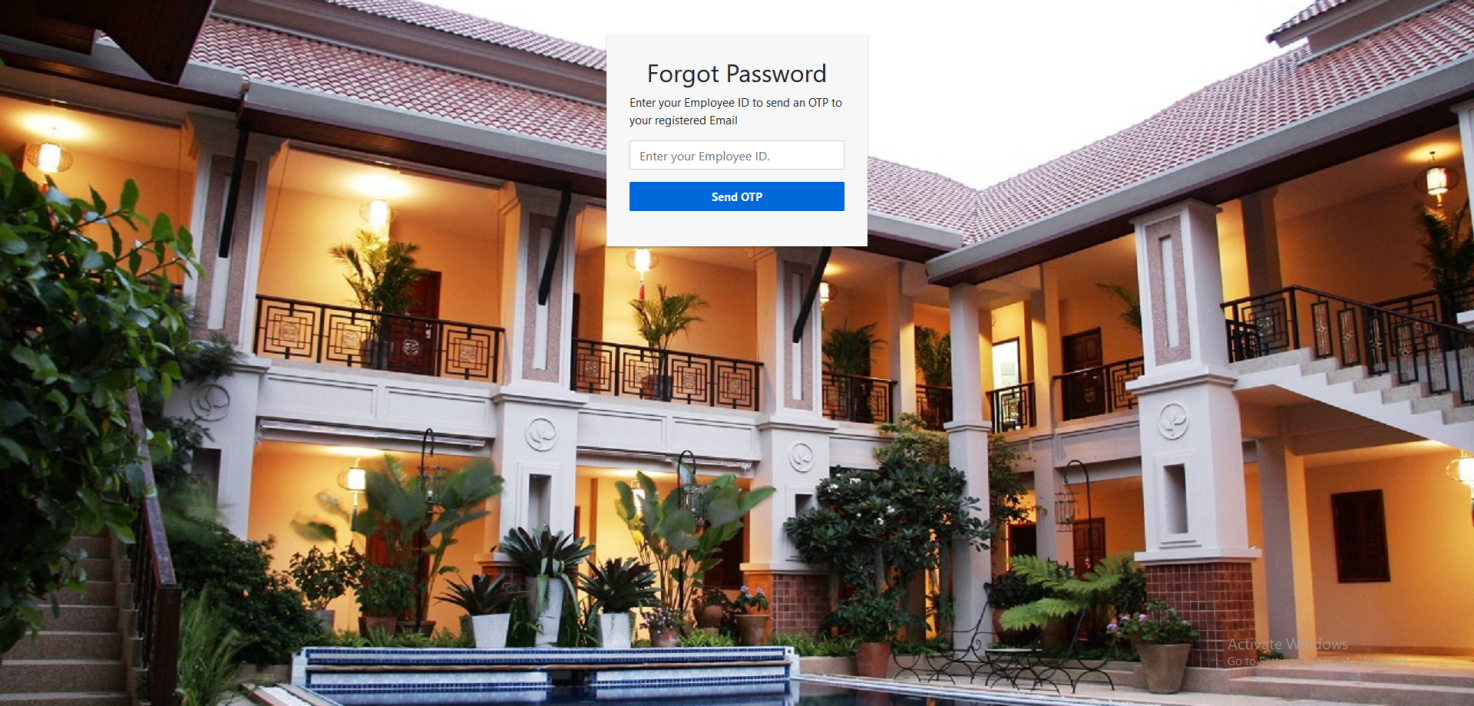 Forgot Password
Enter your Employee ID to send an OTP to
your registered Email
Enter your Employee ID.
Send OTP
Activate Windows
Go to